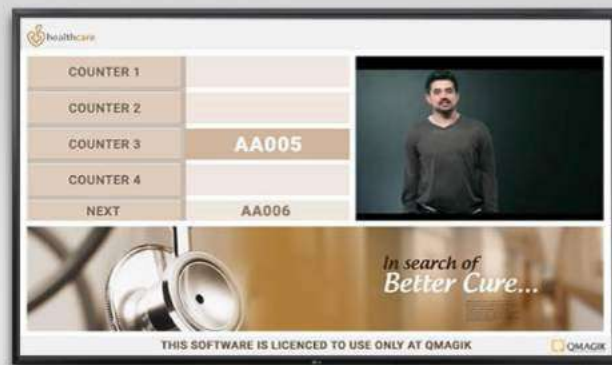 healthcare
COUNTER 1
COUNTER 2
COUNTER 3 AA005
COUNTER 4
NEXT AA006
In search of
Better Cure...
THIS SOFTWARE IS LICENCED TO USE ONLY AT QMAGIK
QMAGIK